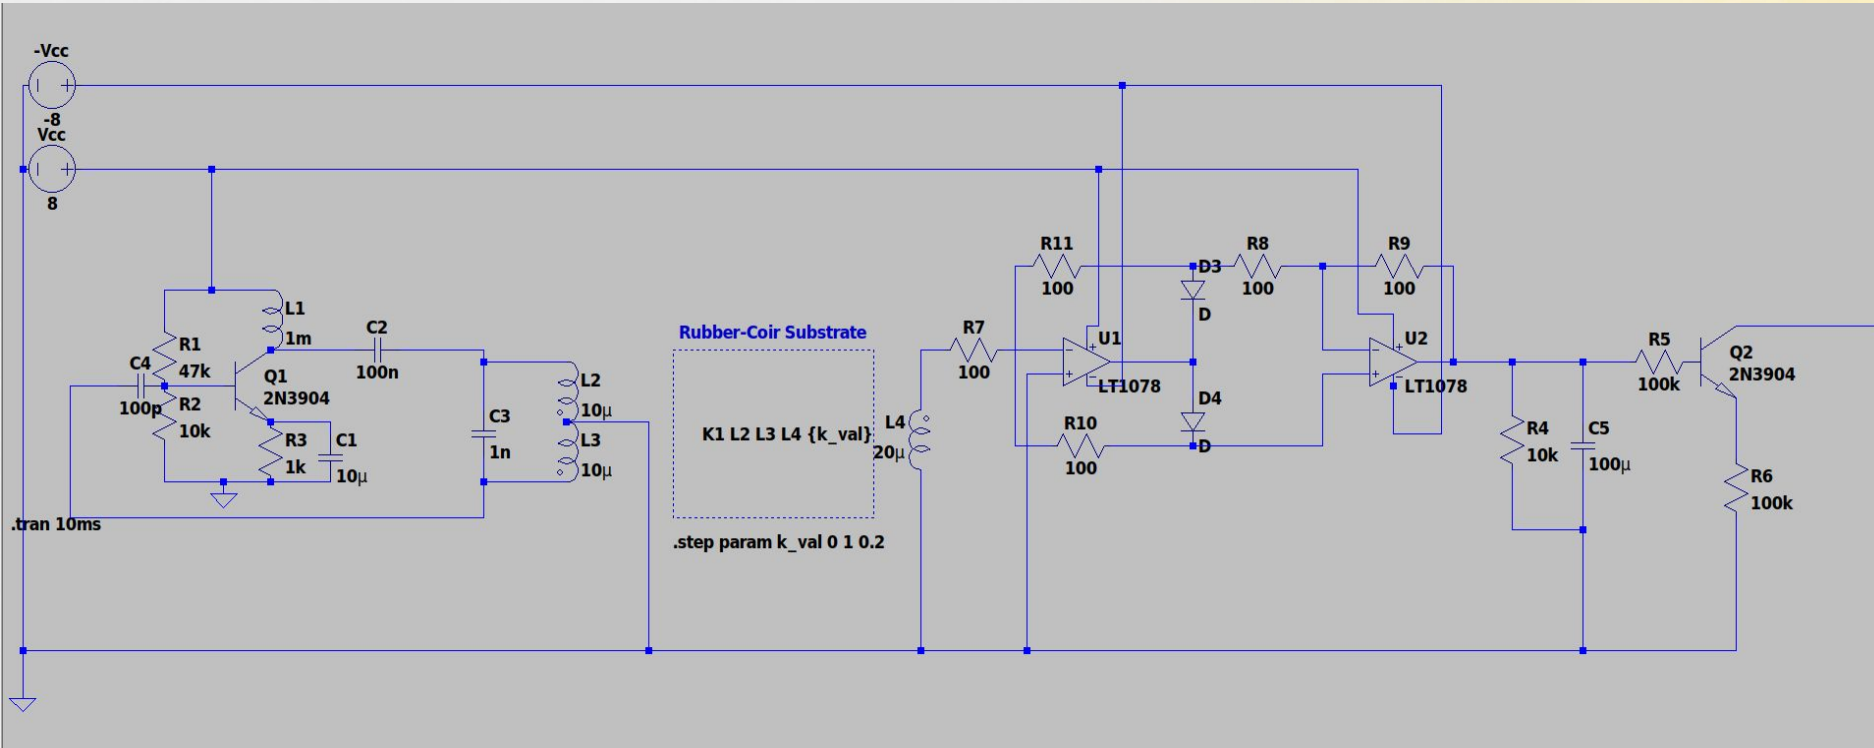 -Vcc
-8
Vcc
8
R11
100
D3
D
R8
100
R9
100
L1
1m
C2
100n
Rubber-Coir Substrate
R7
100
U1
LT1078
U2
LT1078
R1
47k
C4
100p
Q1
2N3904
R2
10k
L2
10µ
C3
1n
L3
10µ
K1 L2 L3 L4 {k_val}
L4
20µ
D4
D
R10
100
R5
100k
Q2
2N3904
R3
1k
C1
10µ
R4
10k
C5
100µ
R6
100k
.tran 10ms
.step param k_val 0 1 0.2